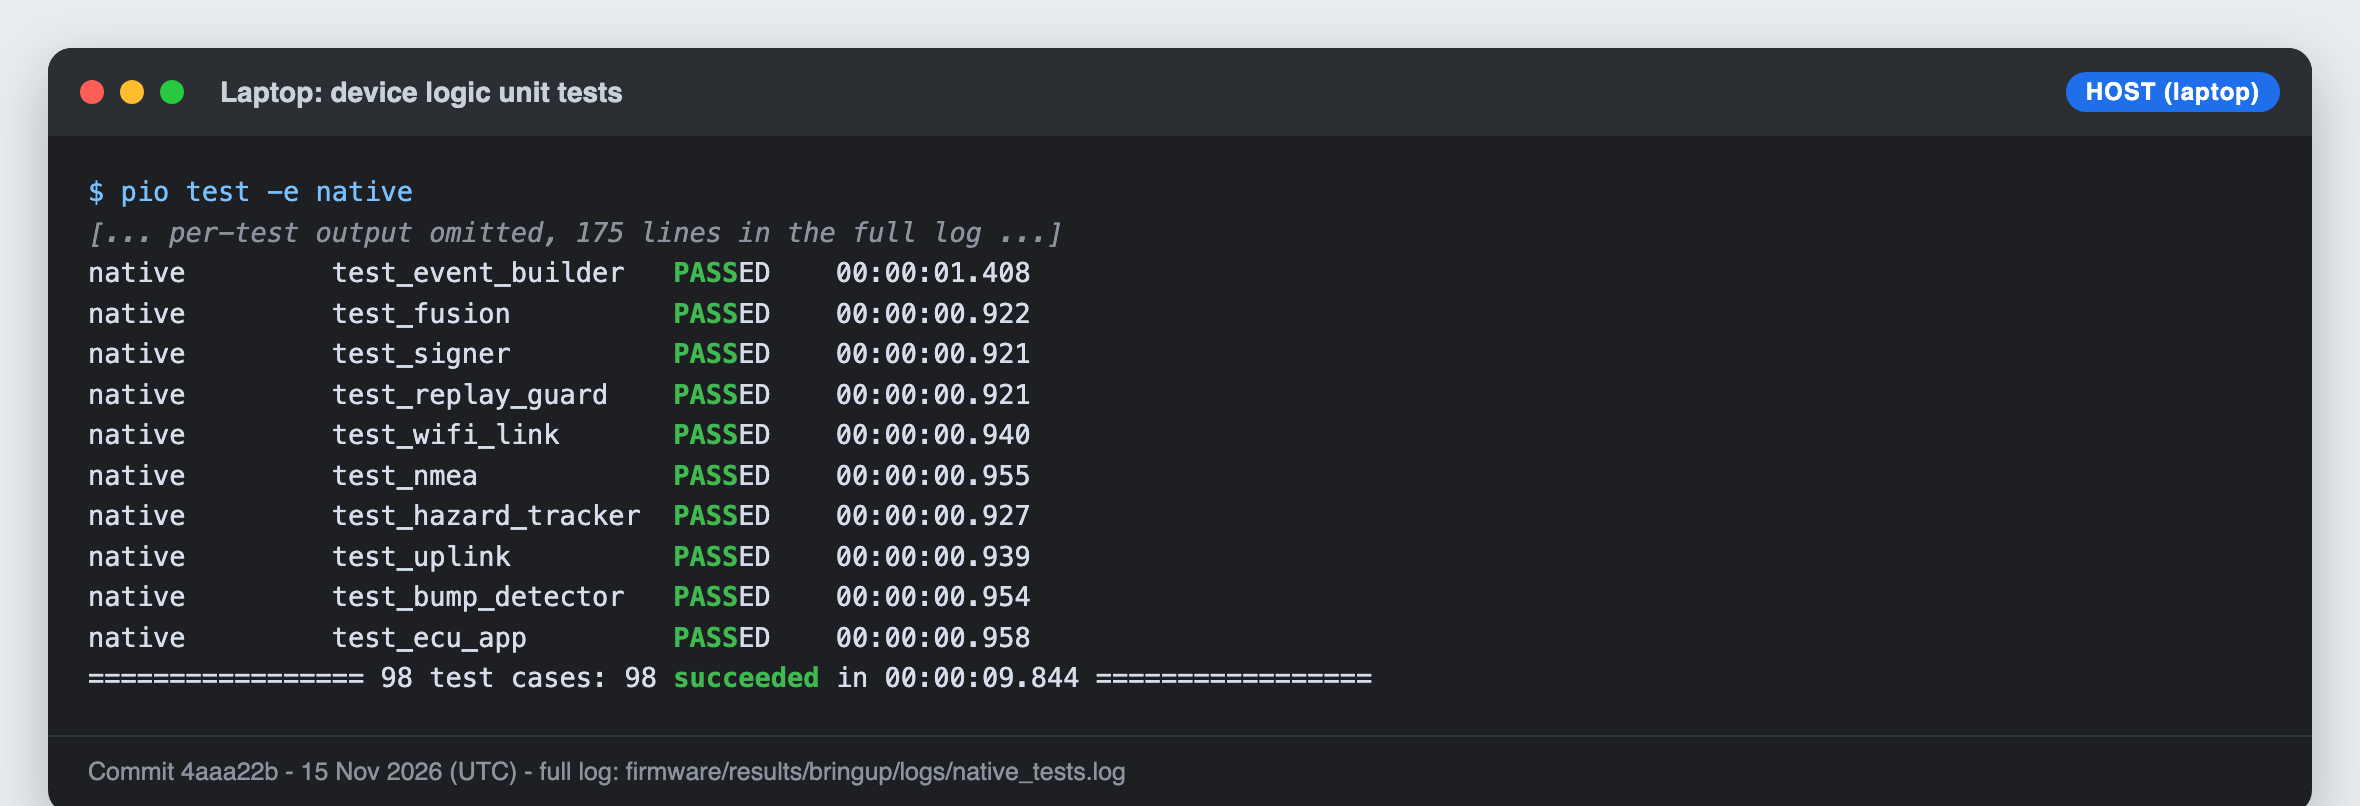 Laptop: device logic unit tests
HOST (laptop)
$ pio test -e native
[... per-test output omitted, 175 lines in the full log ...]
native test_event_builder PASSED 00:00:01.408
native test_fusion PASSED 00:00:00.922
native test_signer PASSED 00:00:00.921
native test_replay_guard PASSED 00:00:00.921
native test_wifi_link PASSED 00:00:00.940
native test_nmea PASSED 00:00:00.955
native test_hazard_tracker PASSED 00:00:00.927
native test_uplink PASSED 00:00:00.939
native test_bump_detector PASSED 00:00:00.954
native test_ecu_app PASSED 00:00:00.958
================= 98 test cases: 98 succeeded in 00:00:09.844 =================
Commit 4aaa22b - 15 Nov 2026 (UTC) - full log: firmware/results/bringup/logs/native_tests.log